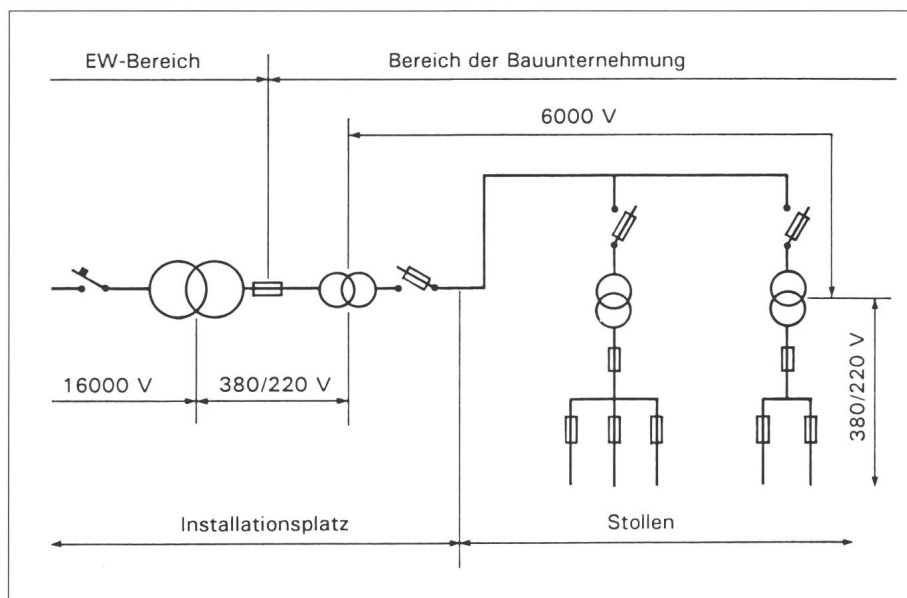 EW-Bereich
Bereich der Bauunternehmung
6000 V
16000 V
380/220 V
380/220 V
Installationsplatz
Stollen